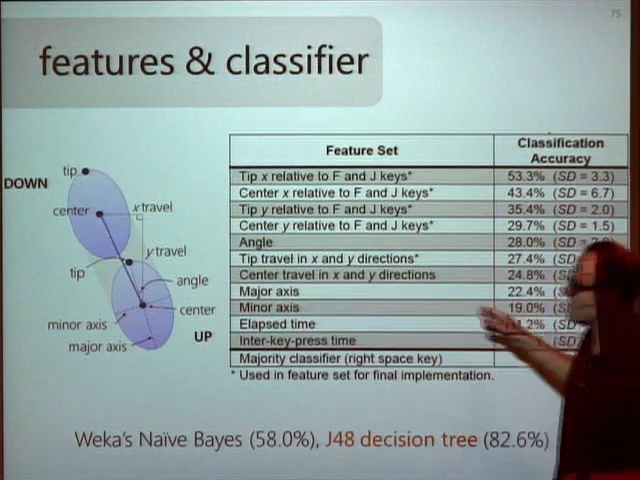 75
features & classifier
DOWN
tip
center
x travel
y travel
tip
angle
center
minor axis
major axis
UP
Feature Set Classification Accuracy
Tip x relative to F and J keys* 53.3% (SD = 3.3)
Center x relative to F and J keys* 43.4% (SD = 6.7)
Tip y relative to F and J keys* 35.4% (SD = 2.0)
Center y relative to F and J keys* 29.7% (SD = 1.5)
Angle 28.0% (SD =
Tip travel in x and y directions* 27.4% (SD =
Center travel in x and y directions 24.8% (SD
Major axis 22.4%
Minor axis 19.0%
Elapsed time (SD
Inter-key-press time (SD
Majority classifier (right space key)
* Used in feature set for final implementation.
Weka's Naïve Bayes (58.0%), J48 decision tree (82.6%)